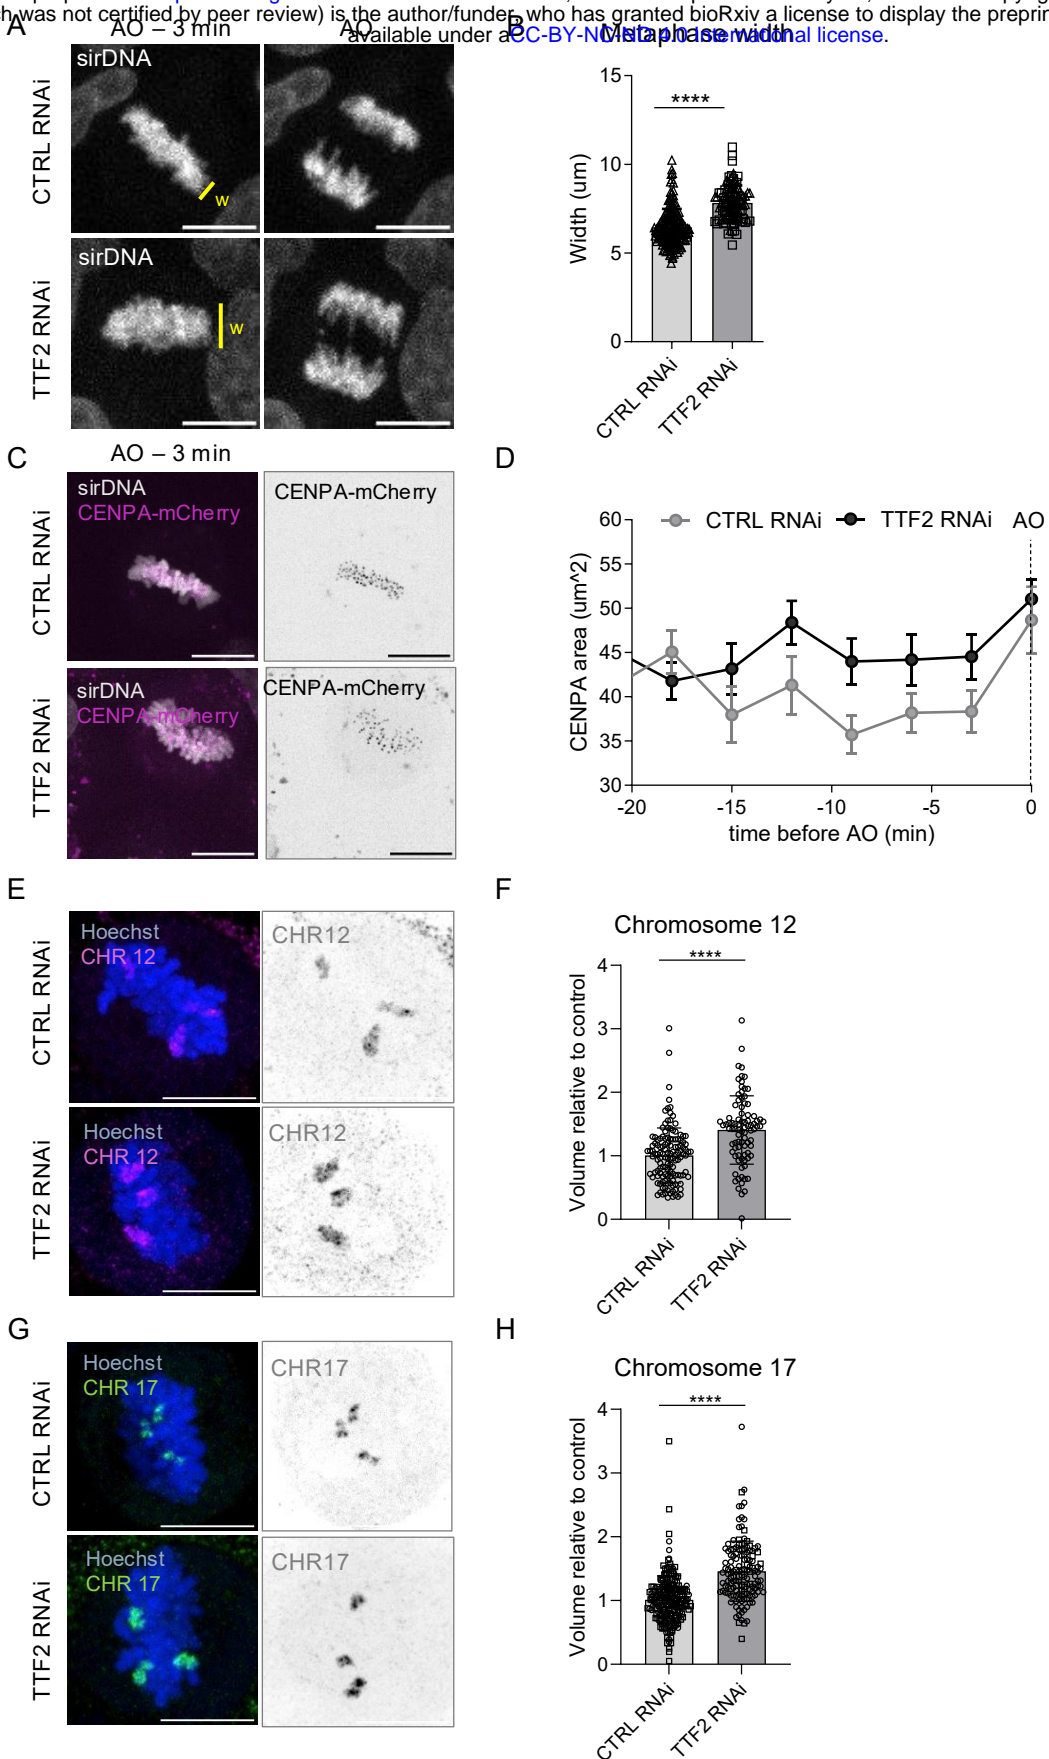 h was not certified by peer review) is the author/funder, who has granted bioRxiv a license to display the preprin
available under a CC-BY-NC-ND 4.0 International license.
A
AO – 3 min
AO
B
Metaphase width
CTRL RNAi
sirDNA
w
TTF2 RNAi
sirDNA
w
Width (um)
15
10
5
0
****
CTRL RNAi
TTF2 RNAi
C
AO – 3 min
CTRL RNAi
sirDNA
CENPA-mCherry
CENPA-mCherry
TTF2 RNAi
sirDNA
CENPA-mCherry
CENPA-mCherry
D
CTRL RNAi
TTF2 RNAi
AO
CENPA area (um^2)
60
55
50
45
40
35
30
-20 -15 -10 -5 0
time before AO (min)
E
CTRL RNAi
Hoechst
CHR 12
CHR12
TTF2 RNAi
Hoechst
CHR 12
CHR12
F
Chromosome 12
****
Volume relative to control
4
3
2
1
0
CTRL RNAi
TTF2 RNAi
G
CTRL RNAi
Hoechst
CHR 17
CHR17
TTF2 RNAi
Hoechst
CHR 17
CHR17
H
Chromosome 17
****
Volume relative to control
4
3
2
1
0
CTRL RNAi
TTF2 RNAi